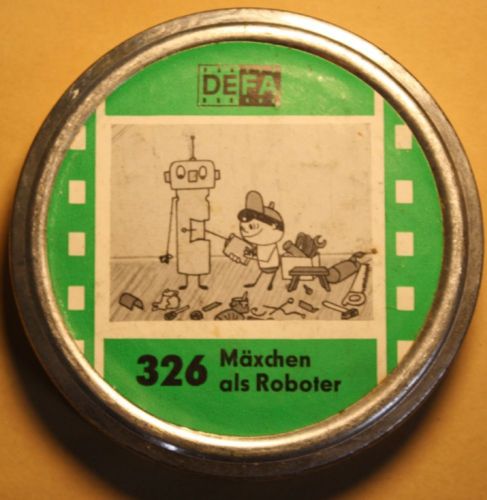 DEFA
326 Mäxchen
als Roboter